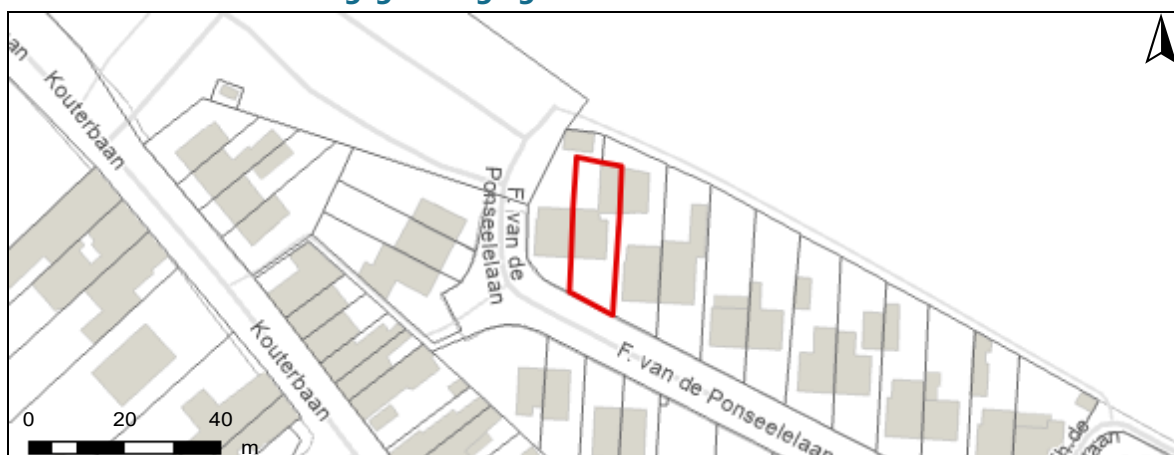 Kouterbaan
F. van de
Ponseelelaan
Kouterbaan
F. van de Ponseelelaan
0 20 40
m